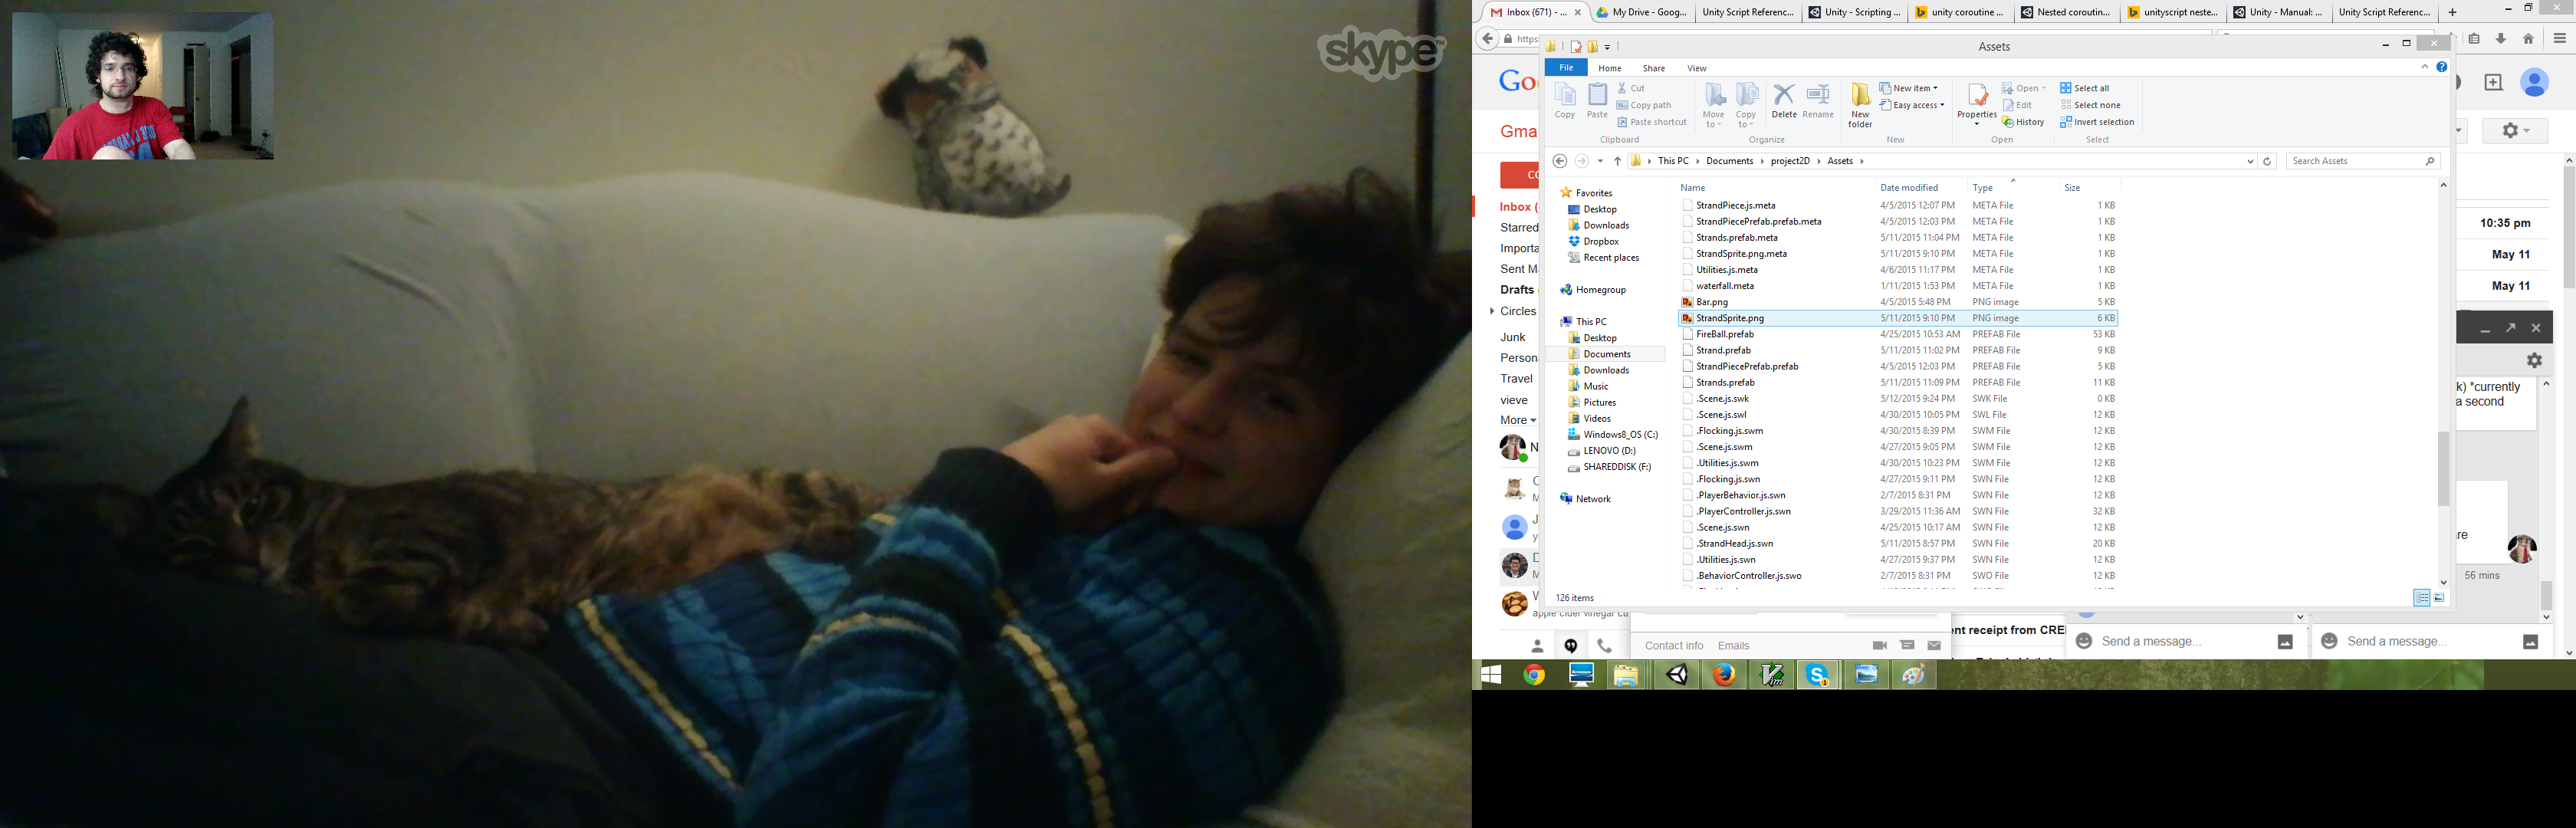 skype™
Inbox (671) - ...
My Drive - Goog...
Unity Script Referenc...
Unity - Scripting ...
unity coroutine ...
Nested coroutin...
unityscript neste...
Unity - Manual: ...
Unity Script Referenc...
https
Assets
File
Home
Share
View
Copy
Paste
Cut
Copy path
Paste shortcut
Clipboard
Move to
Copy to
Delete
Rename
Organize
New folder
New item
Easy access
New
Properties
Open
Edit
History
Open
Select all
Select none
Invert selection
Select
This PC
Documents
project2D
Assets
Search Assets
Favorites
Desktop
Downloads
Dropbox
Recent places
Homegroup
This PC
Desktop
Documents
Downloads
Music
Pictures
Videos
Windows8_OS (C:)
LENOVO (D:)
SHAREDDISK (F:)
Network
Name Date modified Type Size
StrandPiece.js.meta 4/5/2015 12:07 PM META File 1 KB
StrandPiecePrefab.prefab.meta 4/5/2015 12:03 PM META File 1 KB
Strands.prefab.meta 5/11/2015 11:04 PM META File 1 KB
StrandSprite.png.meta 5/11/2015 9:10 PM META File 1 KB
Utilities.js.meta 4/6/2015 11:17 PM META File 1 KB
waterfall.meta 1/11/2015 1:53 PM META File 1 KB
Bar.png 4/5/2015 5:48 PM PNG image 5 KB
StrandSprite.png 5/11/2015 9:10 PM PNG image 6 KB
FireBall.prefab 4/25/2015 10:53 AM PREFAB File 53 KB
Strand.prefab 5/11/2015 11:02 PM PREFAB File 9 KB
StrandPiecePrefab.prefab 4/5/2015 12:03 PM PREFAB File 5 KB
Strands.prefab 5/11/2015 11:09 PM PREFAB File 11 KB
.Scene.js.swk 5/12/2015 9:24 PM SWK File 0 KB
.Scene.js.swl 4/30/2015 10:05 PM SWL File 12 KB
.Flocking.js.swm 4/30/2015 8:39 PM SWM File 12 KB
.Scene.js.swm 4/27/2015 9:05 PM SWM File 12 KB
.Utilities.js.swm 4/30/2015 10:23 PM SWM File 12 KB
.Flocking.js.swn 4/27/2015 9:11 PM SWN File 12 KB
.PlayerBehavior.js.swn 2/7/2015 8:31 PM SWN File 12 KB
.PlayerController.js.swn 3/29/2015 11:36 AM SWN File 32 KB
.Scene.js.swn 4/25/2015 10:17 AM SWN File 12 KB
.StrandHead.js.swn 5/11/2015 8:57 PM SWN File 20 KB
.Utilities.js.swn 4/27/2015 9:37 PM SWN File 12 KB
.BehaviorController.js.swo 2/7/2015 8:31 PM SWO File 12 KB
126 items
Goo
Gma
CO
Inbox (
Starred
Importa
Sent M
Drafts
Circles
Junk
Persona
Travel
vieve
More
10:35 pm
May 11
May 11
k) *currently
a second
re
56 mins
apple cider vinegar cu
Contact info
Emails
ent receipt from CRE
Send a message...
Send a message...